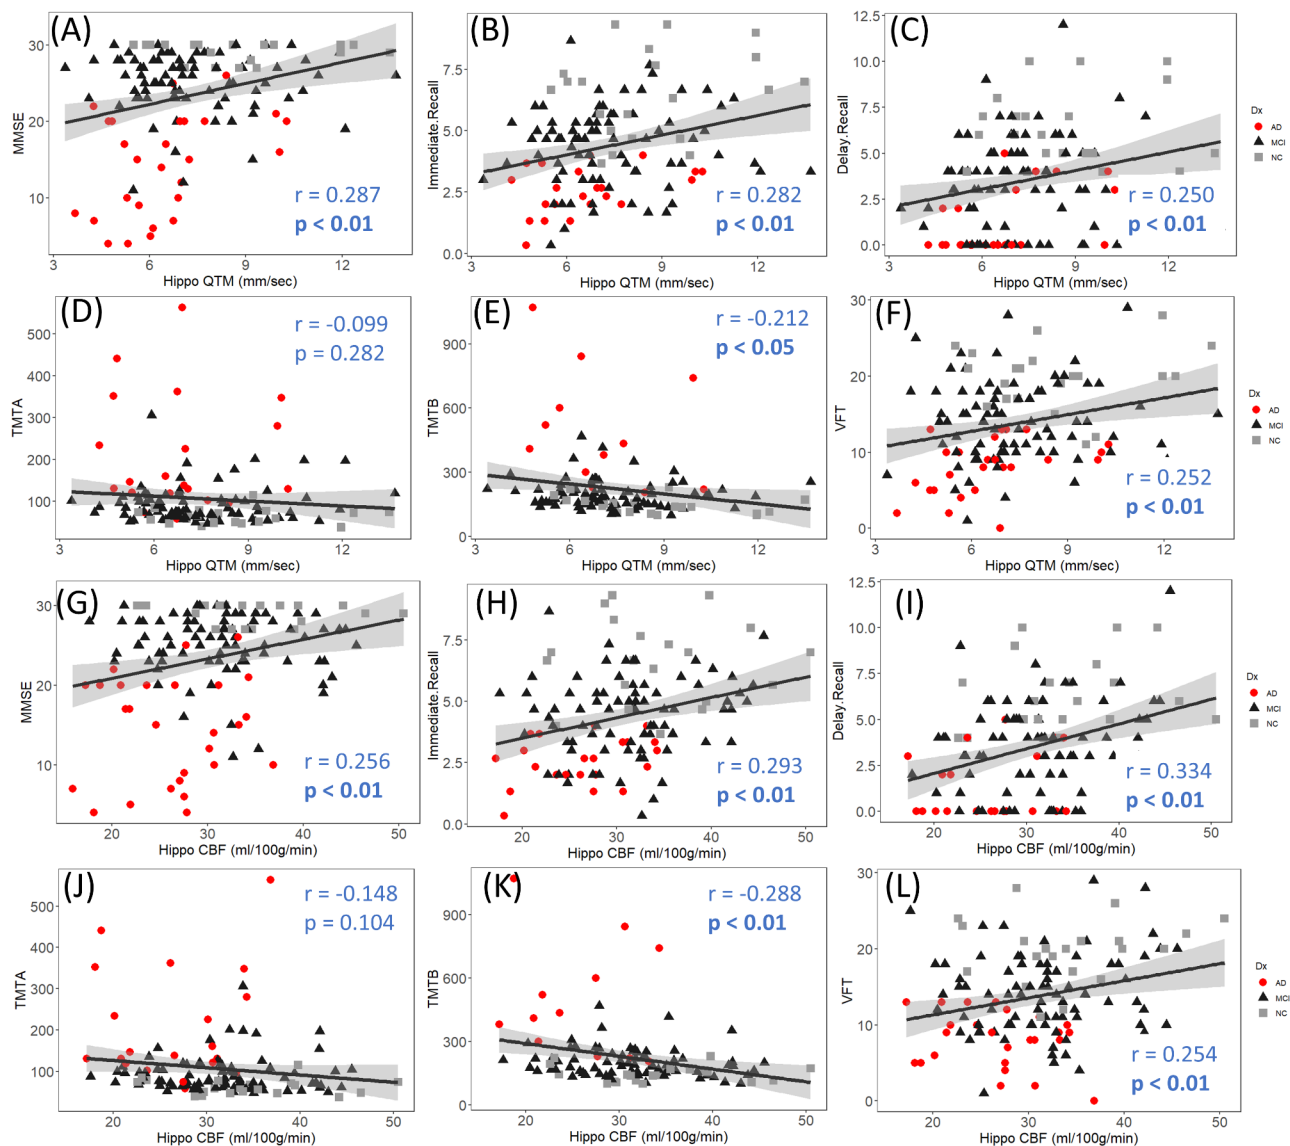 (A)
30
20
10
MMSE
3
6
9
12
Hippo QTM (mm/sec)
r = 0.287
p < 0.01
(B)
7.5
5.0
2.5
0.0
Immediate.Recall
3
6
9
12
Hippo QTM (mm/sec)
r = 0.282
p < 0.01
(C)
12.5
10.0
7.5
5.0
2.5
0.0
Delay.Recall
3
6
9
12
Hippo QTM (mm/sec)
r = 0.250
p < 0.01
Dx
AD
MCI
NC
(D)
500
400
300
200
100
TMTA
3
6
9
12
Hippo QTM (mm/sec)
r = -0.099
p = 0.282
(E)
900
600
300
0
TMTB
3
6
9
12
Hippo QTM (mm/sec)
r = -0.212
p < 0.05
(F)
30
20
10
0
VFT
3
6
9
12
Hippo QTM (mm/sec)
r = 0.252
p < 0.01
Dx
AD
MCI
NC
(G)
30
20
10
MMSE
20
30
40
50
Hippo CBF (ml/100g/min)
r = 0.256
p < 0.01
(H)
7.5
5.0
2.5
0.0
Immediate.Recall
20
30
40
50
Hippo CBF (ml/100g/min)
r = 0.293
p < 0.01
(I)
12.5
10.0
7.5
5.0
2.5
0.0
Delay.Recall
20
30
40
50
Hippo CBF (ml/100g/min)
r = 0.334
p < 0.01
Dx
AD
MCI
NC
(J)
500
400
300
200
100
TMTA
20
30
40
50
Hippo CBF (ml/100g/min)
r = -0.148
p = 0.104
(K)
900
600
300
0
TMTB
20
30
40
50
Hippo CBF (ml/100g/min)
r = -0.288
p < 0.01
(L)
30
20
10
0
VFT
20
30
40
50
Hippo CBF (ml/100g/min)
r = 0.254
p < 0.01
Dx
AD
MCI
NC